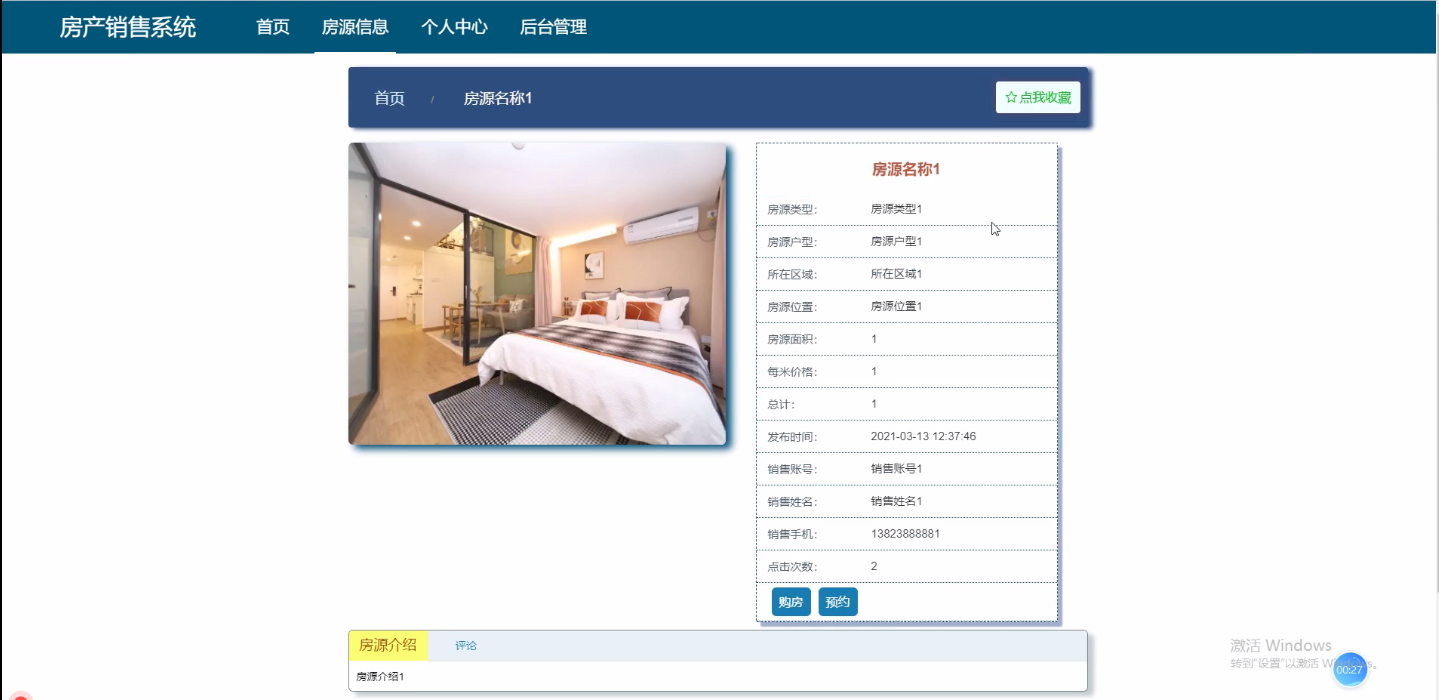 房产销售系统 首页 房源信息 个人中心 后台管理
首页 / 房源名称1 ☆点我收藏
房源名称1
房源类型： 房源类型1
房源户型： 房源户型1
所在区域： 所在区域1
房源位置： 房源位置1
房源面积： 1
每米价格： 1
总计： 1
发布时间： 2021-03-13 12:37:46
销售账号： 销售账号1
销售姓名： 销售姓名1
销售手机： 13823888881
点击次数： 2
购房 预约
房源介绍 评论
房源介绍1
激活 Windows
转到"设置"以激活 Windows。
00:27